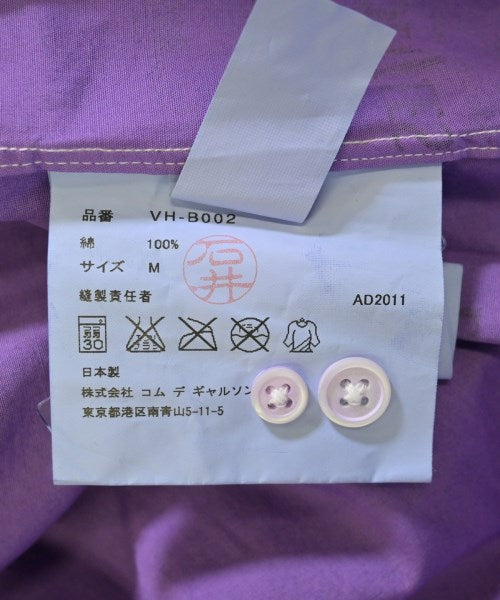 品番 VH-B002
綿 100%
サイズ M
石井
縫製責任者 AD2011
30
日本製
株式会社 コム デ ギャルソン
東京都港区南青山5-11-5